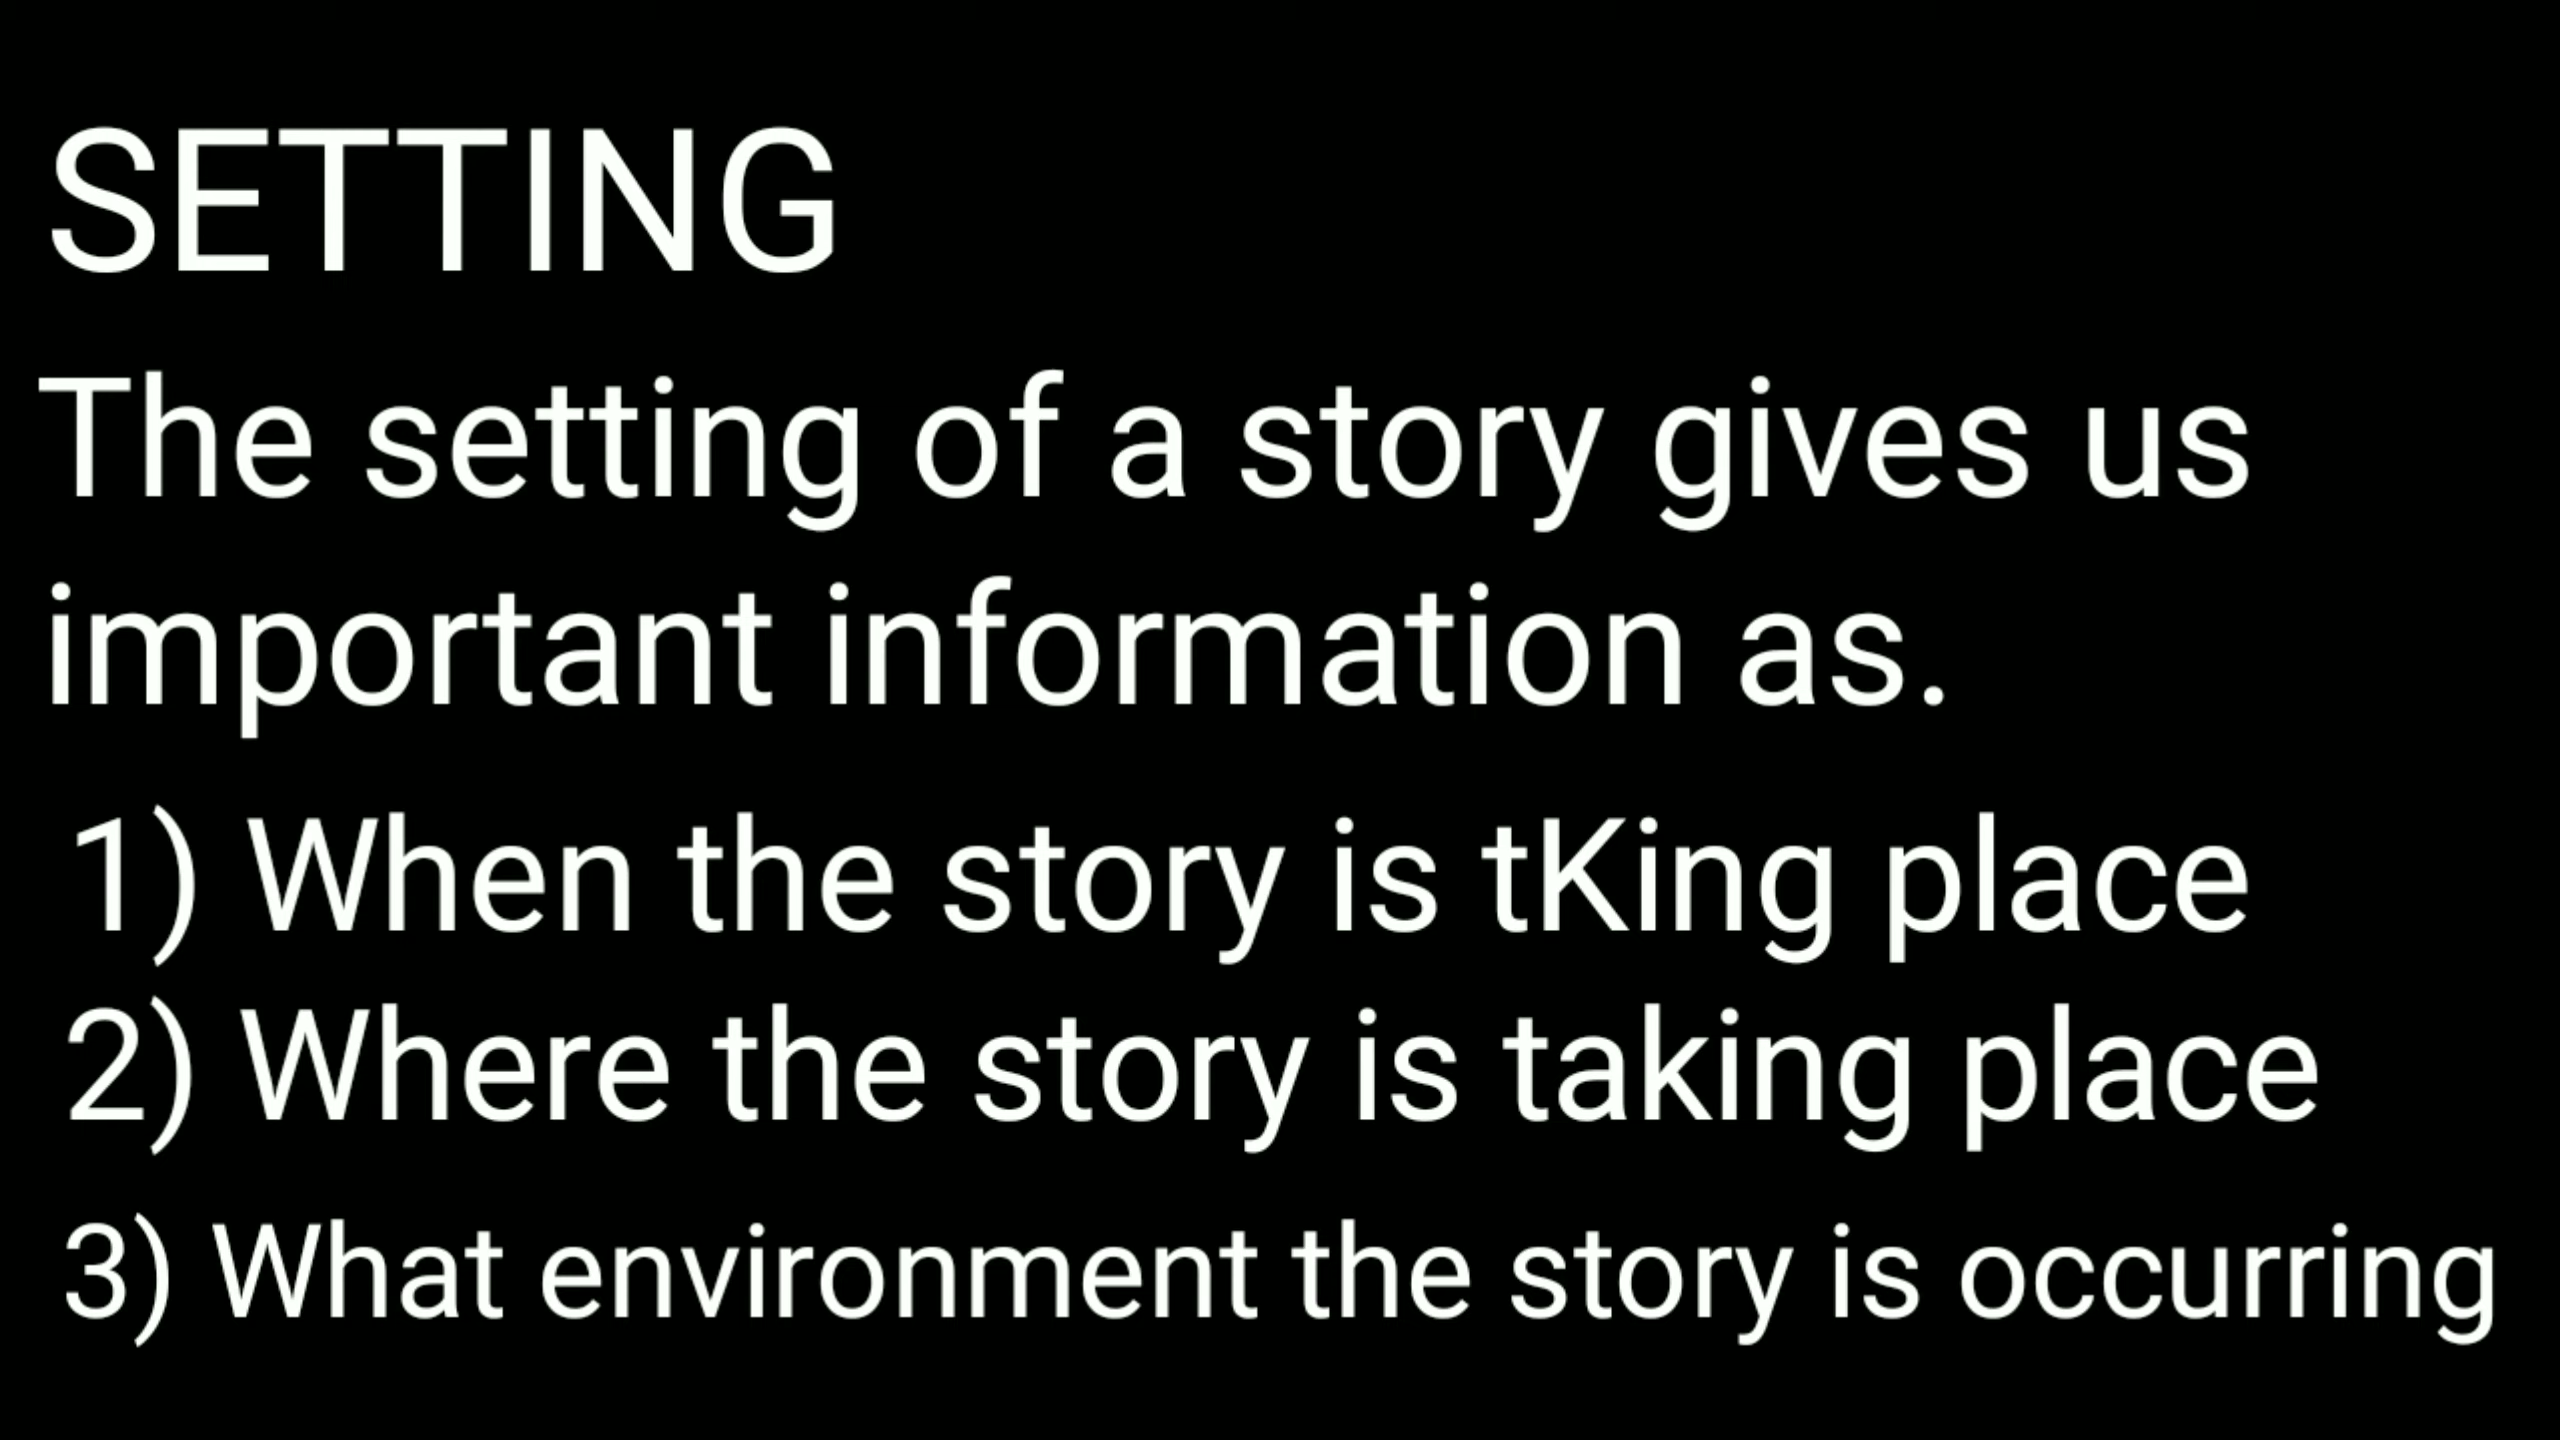 SETTING
The setting of a story gives us
important information as.
1) When the story is tKing place
2) Where the story is taking place
3) What environment the story is occurring